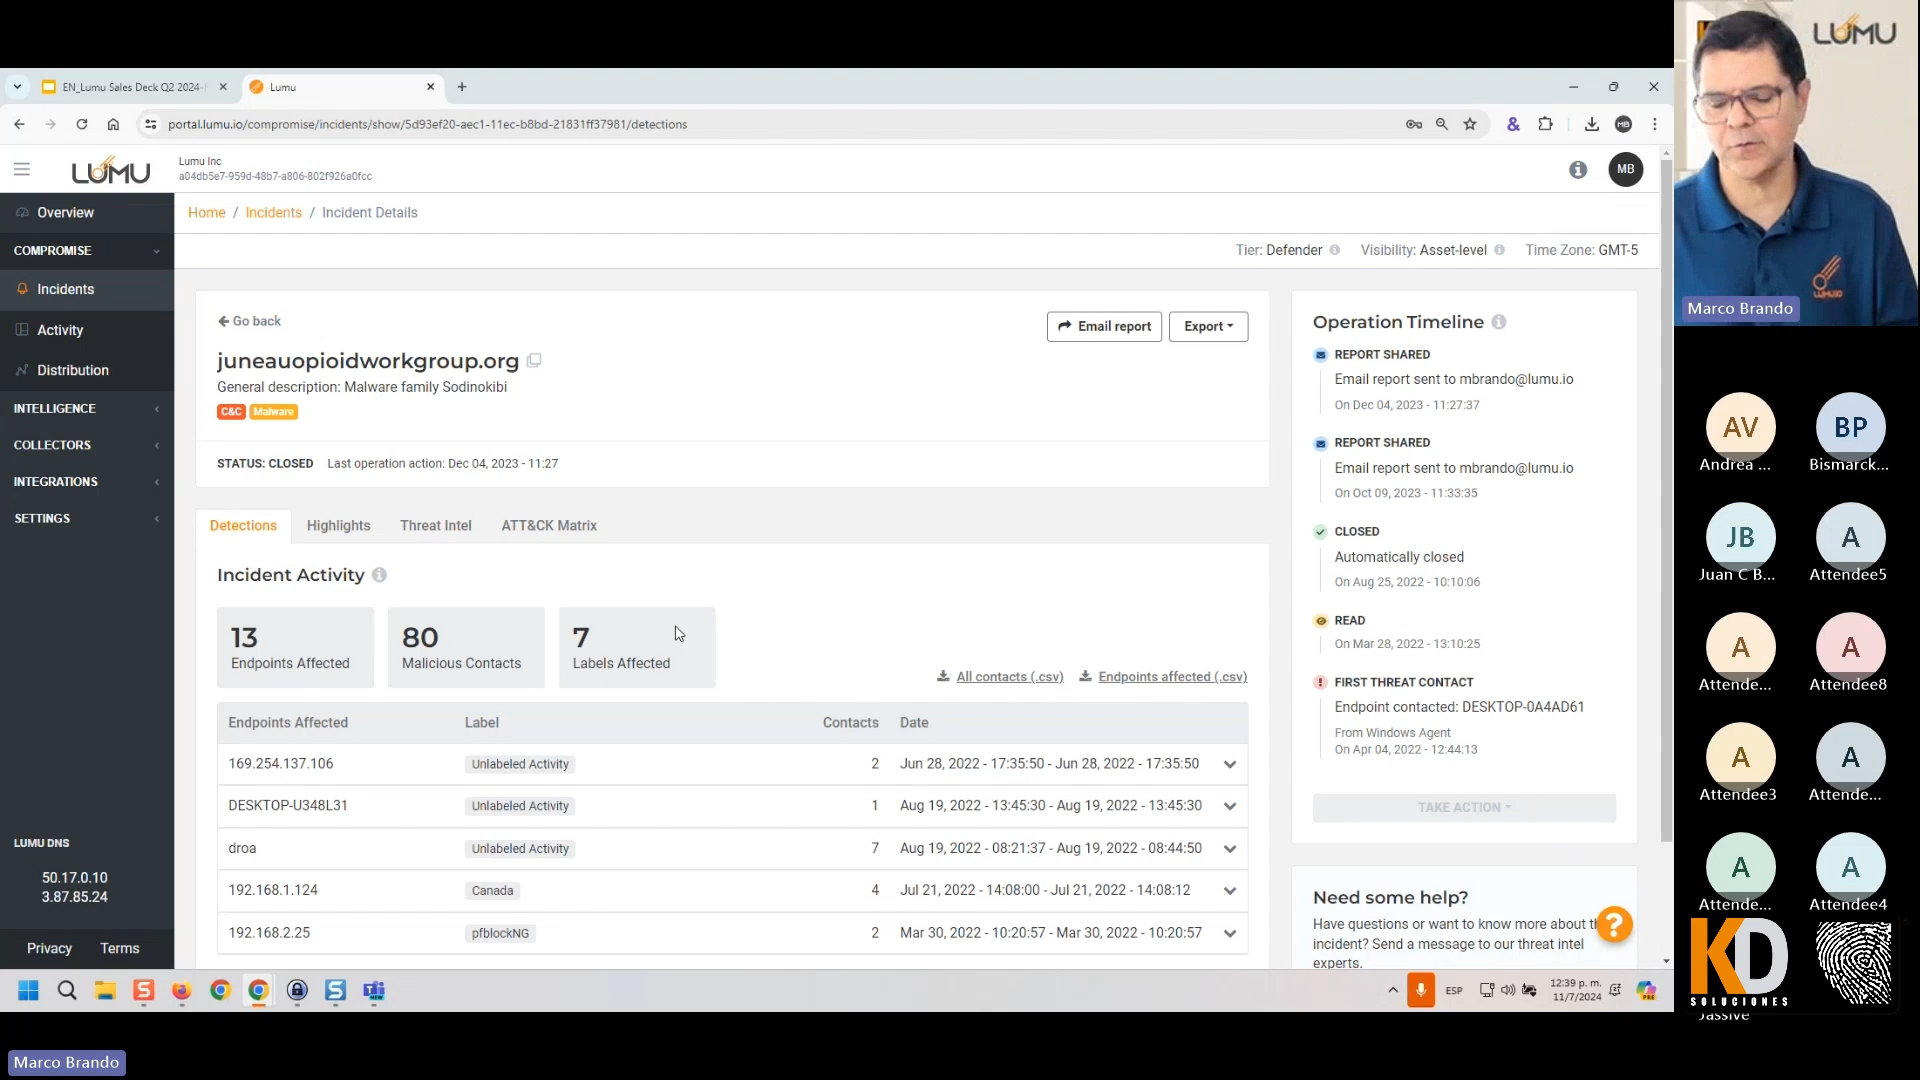 EN_Lumu Sales Deck Q2 2024-F
Lumu
portal.lumu.io/compromise/incidents/show/5d93ef20-aec1-11ec-b8bd-21831ff37981/detections
MB
LUMU
Lumu Inc
a04db5e7-959d-48b7-a806-802f926a0fcc
MB
Overview
COMPROMISE
Incidents
Activity
Distribution
INTELLIGENCE
COLLECTORS
INTEGRATIONS
SETTINGS
LUMU DNS
50.17.0.10
3.87.85.24
Privacy Terms
Home / Incidents / Incident Details
Tier: Defender Visibility: Asset-level Time Zone: GMT-5
Go back
Email report
Export
juneauopioidworkgroup.org
General description: Malware family Sodinokibi
C&C Malware
STATUS: CLOSED Last operation action: Dec 04, 2023 - 11:27
Detections Highlights Threat Intel ATT&CK Matrix
Incident Activity
13
Endpoints Affected
80
Malicious Contacts
7
Labels Affected
All contacts (.csv) Endpoints affected (.csv)
Endpoints Affected Label Contacts Date
169.254.137.106 Unlabeled Activity 2 Jun 28, 2022 - 17:35:50 - Jun 28, 2022 - 17:35:50
DESKTOP-U348L31 Unlabeled Activity 1 Aug 19, 2022 - 13:45:30 - Aug 19, 2022 - 13:45:30
droa Unlabeled Activity 7 Aug 19, 2022 - 08:21:37 - Aug 19, 2022 - 08:44:50
192.168.1.124 Canada 4 Jul 21, 2022 - 14:08:00 - Jul 21, 2022 - 14:08:12
192.168.2.25 pfblockNG 2 Mar 30, 2022 - 10:20:57 - Mar 30, 2022 - 10:20:57
Operation Timeline
REPORT SHARED
Email report sent to mbrando@lumu.io
On Dec 04, 2023 - 11:27:37
REPORT SHARED
Email report sent to mbrando@lumu.io
On Oct 09, 2023 - 11:33:35
CLOSED
Automatically closed
On Aug 25, 2022 - 10:10:06
READ
On Mar 28, 2022 - 13:10:25
FIRST THREAT CONTACT
Endpoint contacted: DESKTOP-0A4AD61
From Windows Agent
On Apr 04, 2022 - 12:44:13
TAKE ACTION
Need some help?
Have questions or want to know more about
incident? Send a message to our threat intel
experts.
?
ESP
12:39 p. m.
11/7/2024
PRE
NEW
LUMU
LUMU
Marco Brando
AV
Andrea ...
BP
Bismarck...
JB
Juan C B...
A
Attendee5
A
Attende...
A
Attendee8
A
Attendee3
A
Attende...
A
Attende...
A
Attendee4
KD
SOLUCIONES
Jassive
Marco Brando